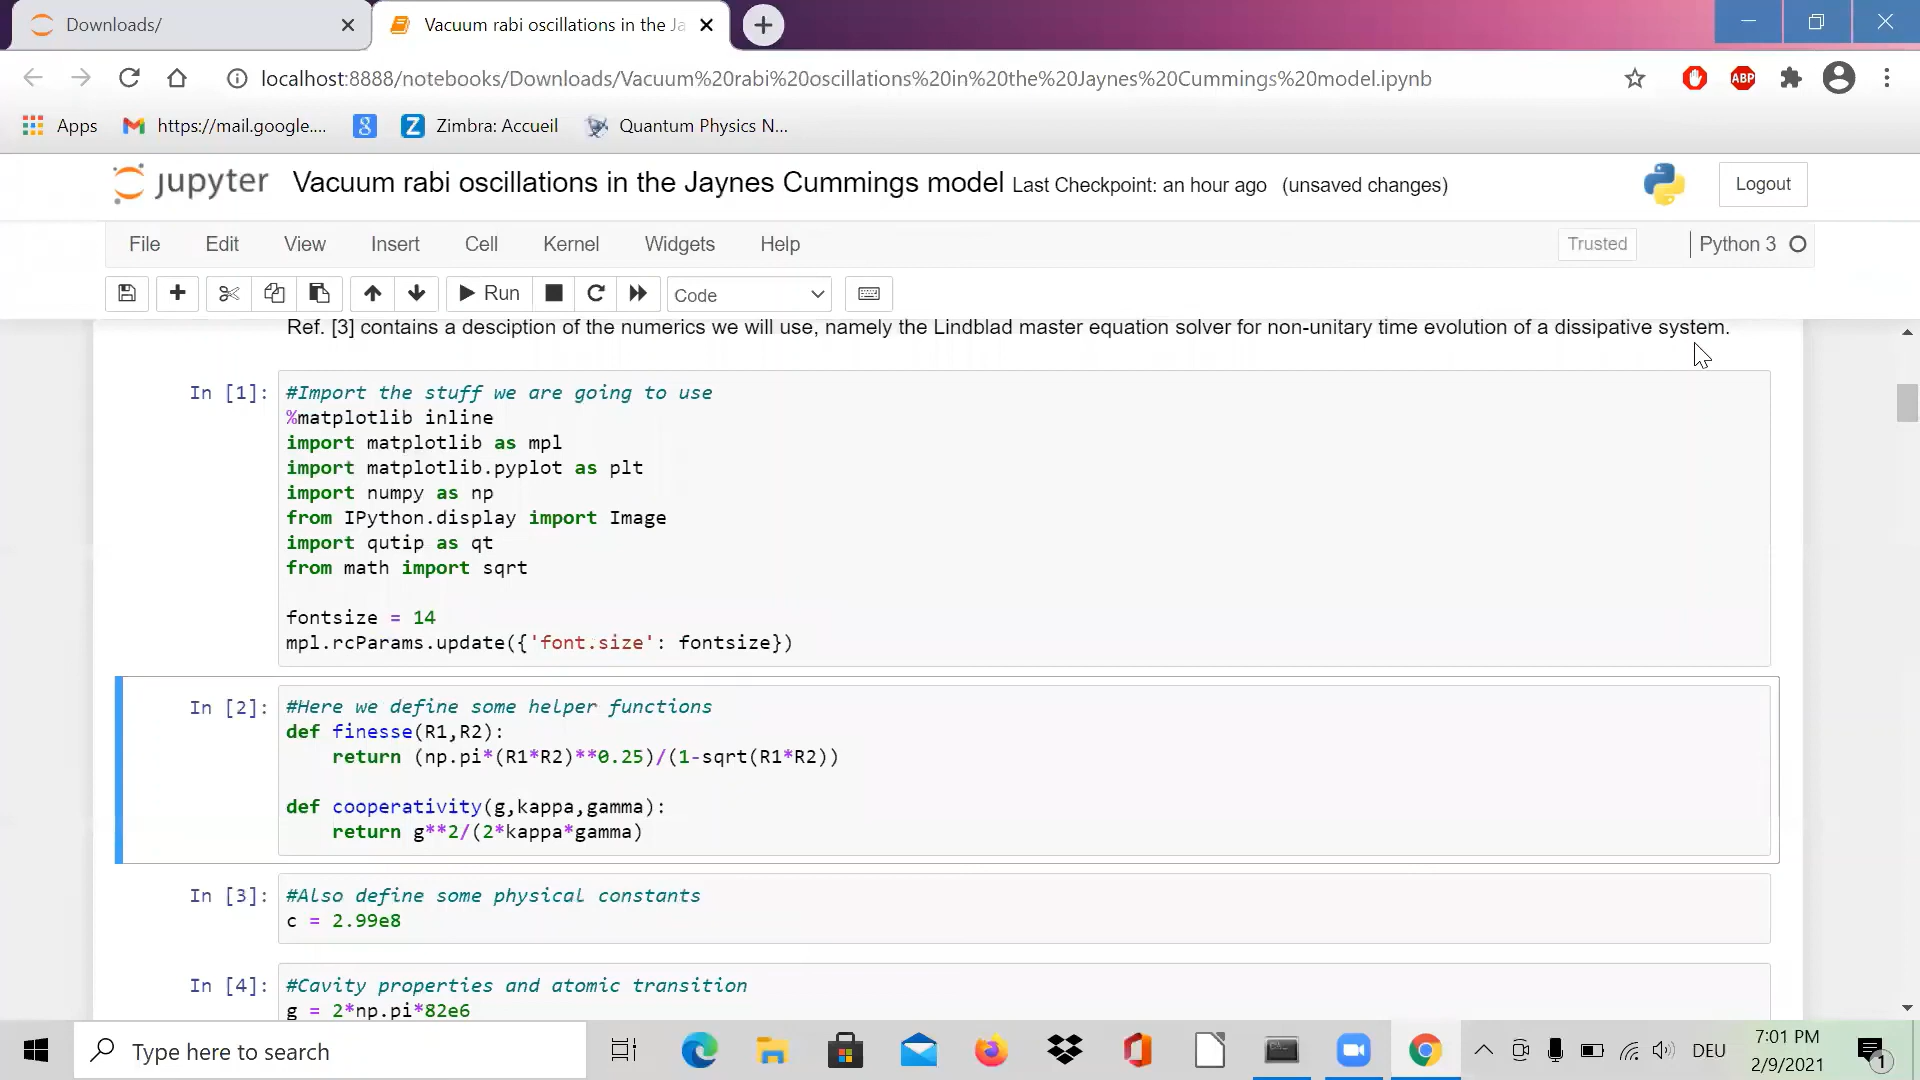 Downloads/
Vacuum rabi oscillations in the Ja
localhost:8888/notebooks/Downloads/Vacuum%20rabi%20oscillations%20in%20the%20Jaynes%20Cummings%20model.ipynb
ABP
Apps
https://mail.google....
Zimbra: Accueil
Quantum Physics N...
jupyter
Vacuum rabi oscillations in the Jaynes Cummings model Last Checkpoint: an hour ago (unsaved changes)
Logout
File Edit View Insert Cell Kernel Widgets Help
Trusted
Python 3
Run
Code
Ref. [3] contains a desciption of the numerics we will use, namely the Lindblad master equation solver for non-unitary time evolution of a dissipative system.
In [1]:
#Import the stuff we are going to use
%matplotlib inline
import matplotlib as mpl
import matplotlib.pyplot as plt
import numpy as np
from IPython.display import Image
import qutip as qt
from math import sqrt
fontsize = 14
mpl.rcParams.update({'font.size': fontsize})
In [2]:
#Here we define some helper functions
def finesse(R1,R2):
return (np.pi*(R1*R2)**0.25)/(1-sqrt(R1*R2))
def cooperativity(g,kappa,gamma):
return g**2/(2*kappa*gamma)
In [3]:
#Also define some physical constants
c = 2.99e8
In [4]:
#Cavity properties and atomic transition
g = 2*np.pi*82e6
Type here to search
DEU
7:01 PM
2/9/2021
1